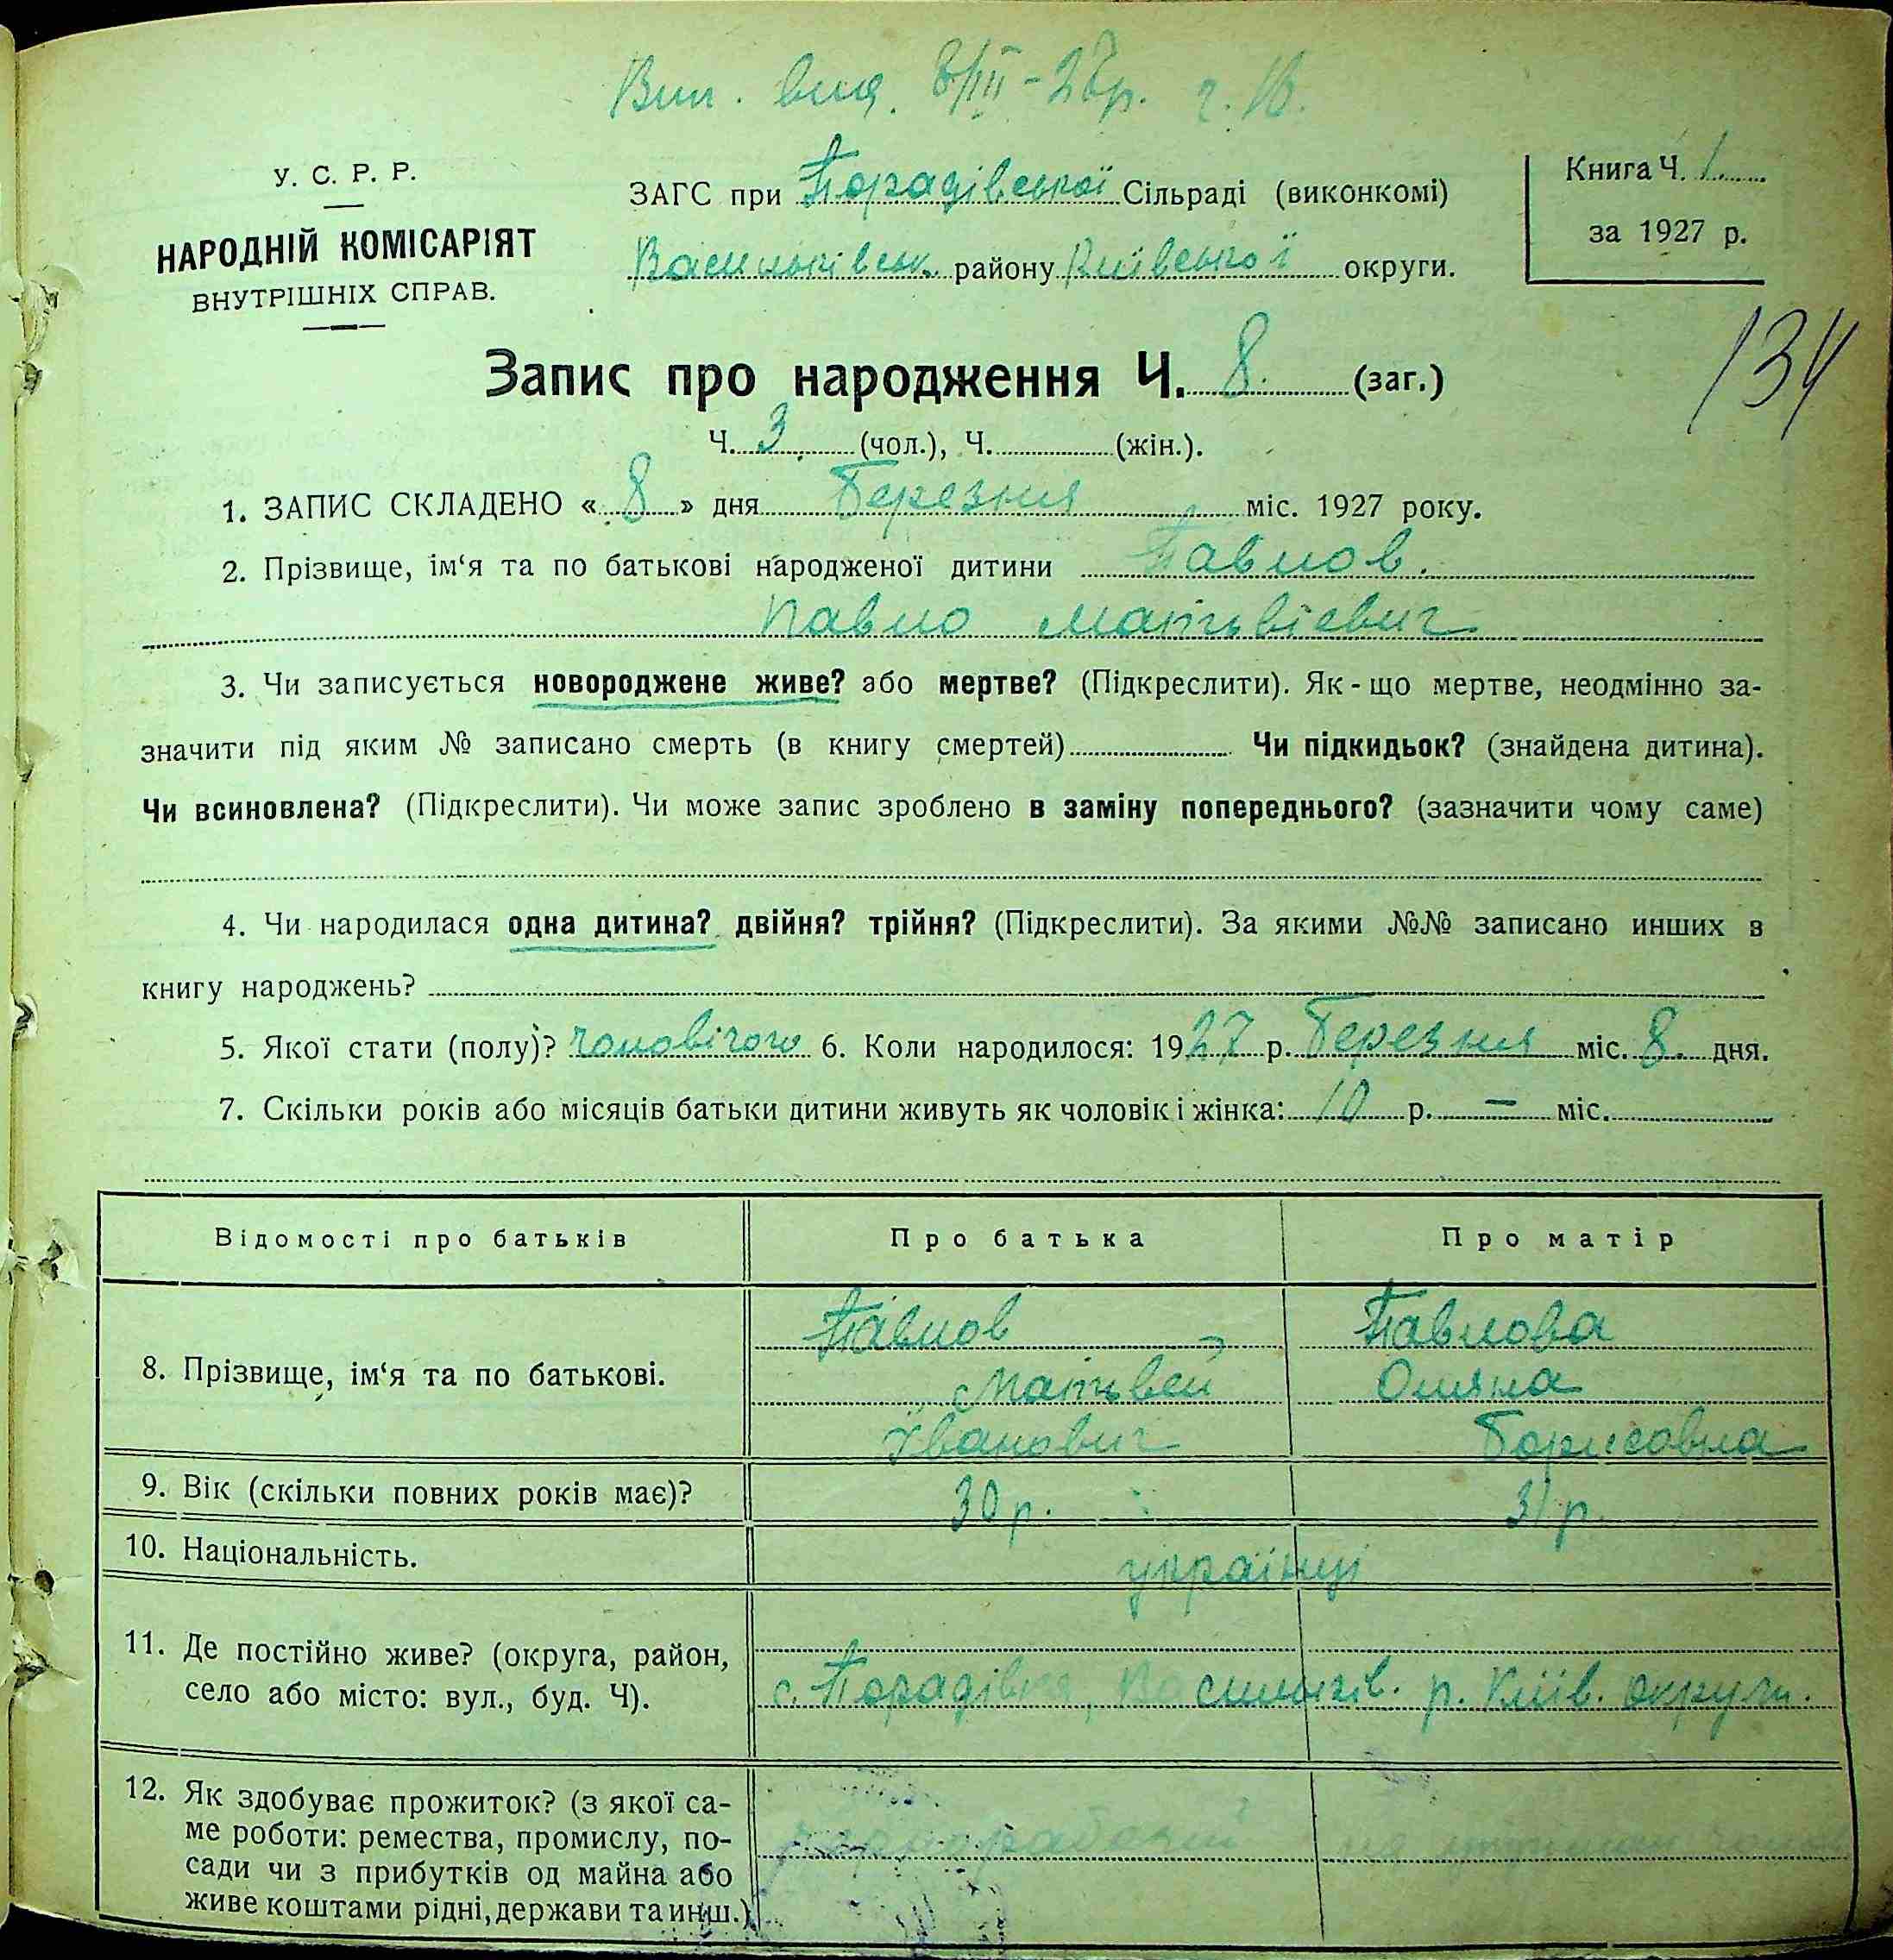 Вип. вид. 8/III-28р. ч. 16.
У. С. Р. Р.
НАРОДНІЙ КОМІСАРІЯТ
ВНУТРІШНІХ СПРАВ.
ЗАГС при Порадівської Сільраді (виконкомі)
Васильківськ. району Київської округи.
Книга Ч. 1
за 1927 р.
134
Запис про народження Ч. 8. (заг.)
Ч. 3 (чол.), Ч. (жін.).
1. ЗАПИС СКЛАДЕНО « 8 » дня Березня міс. 1927 року.
2. Прізвище, ім‘я та по батькові народженої дитини Павлов.
Павло Матьвієвич
3. Чи записується новороджене живе? або мертве? (Підкреслити). Як-що мертве, неодмінно за-
значити під яким № записано смерть (в книгу смертей) Чи підкидьок? (знайдена дитина).
Чи всиновлена? (Підкреслити). Чи може запис зроблено в заміну попереднього? (зазначити чому саме)
4. Чи народилася одна дитина? двійня? трійня? (Підкреслити). За якими №№ записано инших в
книгу народжень?
5. Якої стати (полу)? чоловічого 6. Коли народилося: 1927 р. Березня міс. 8. дня.
7. Скільки років або місяців батьки дитини живуть як чоловік і жінка: 10 р. — міс.
Відомості про батьків Про батька Про матір
8. Прізвище, ім‘я та по батькові.
Павлов Павлова
Матьвей Оляна
Іванович Борисовна
9. Вік (скільки повних років має)? 30 р. 31 р.
10. Національність. українці
11. Де постійно живе? (округа, район,
село або місто: вул., буд. Ч).
с. Порадівка, Васильків. р. Київ. округи.
12. Як здобуває прожиток? (з якої са-
ме роботи: ремества, промислу, по-
сади чи з прибутків од майна або
живе коштами рідні, держави та инш.)